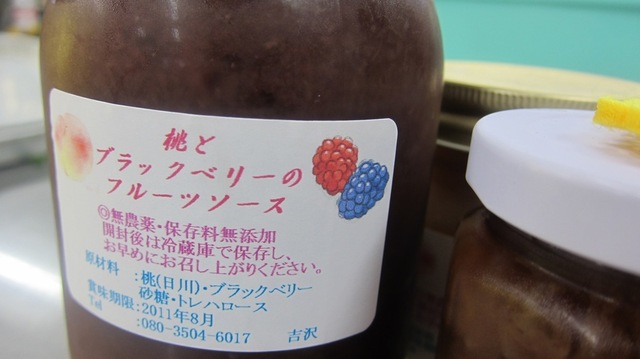 桃と
ブラックベリーの
フルーツソース
◎無農薬・保存料無添加
開封後は冷蔵庫で保存し、
お早めにお召し上がりください。
原材料 :桃(日川)・ブラックベリー
砂糖・トレハロース
賞味期限:2011年8月
Tel :080-3504-6017 吉沢